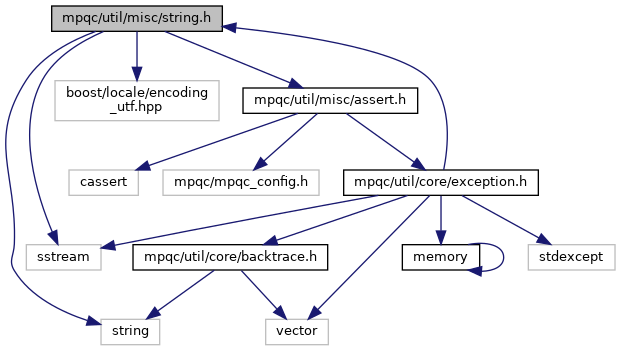 mpqc/util/misc/string.h
boost/locale/encoding
_utf.hpp
mpqc/util/misc/assert.h
cassert
mpqc/mpqc_config.h
mpqc/util/core/exception.h
sstream
mpqc/util/core/backtrace.h
memory
stdexcept
string
vector